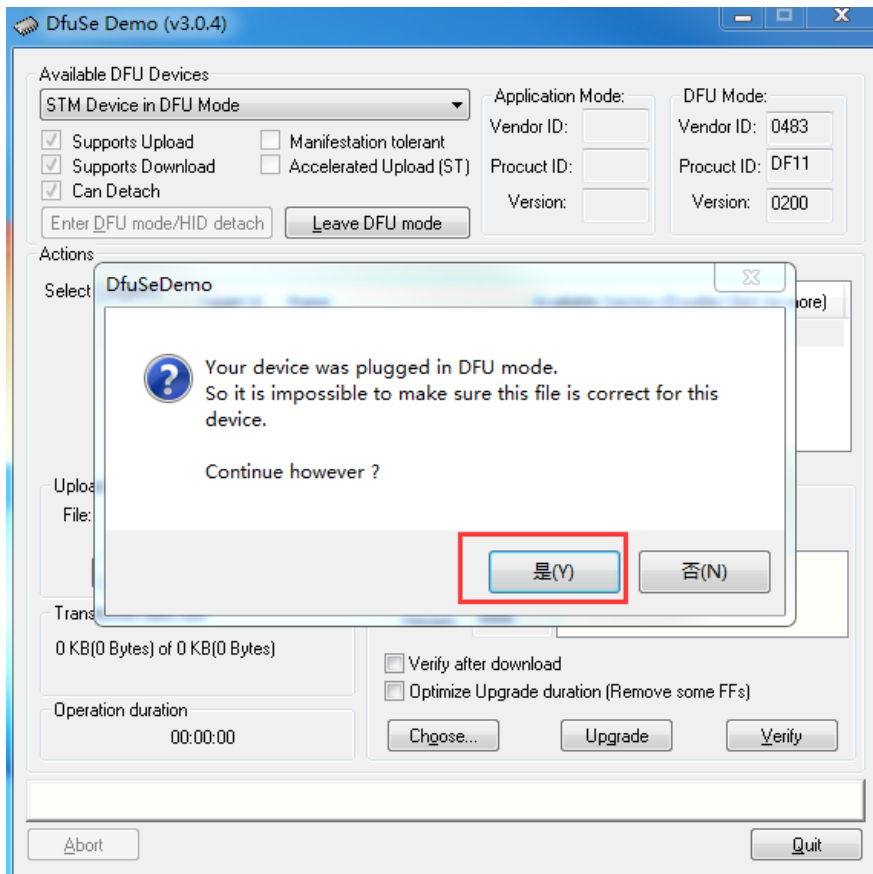 DfuSe Demo (v3.0.4)
Available DFU Devices
STM Device in DFU Mode
Supports Upload
Manifestation tolerant
Supports Download
Accelerated Upload (ST)
Can Detach
Enter DFU mode/HID detach
Leave DFU mode
Application Mode:
Vendor ID:
Procuct ID:
Version:
DFU Mode:
Vendor ID: 0483
Procuct ID: DF11
Version: 0200
Actions
Select
ore)
DfuSeDemo
Your device was plugged in DFU mode.
So it is impossible to make sure this file is correct for this
device.
Continue however ?
是(Y)
否(N)
Uploa
File:
Trans
0 KB(0 Bytes) of 0 KB(0 Bytes)
Operation duration
00:00:00
Verify after download
Optimize Upgrade duration (Remove some FFs)
Choose...
Upgrade
Verify
Abort
Quit